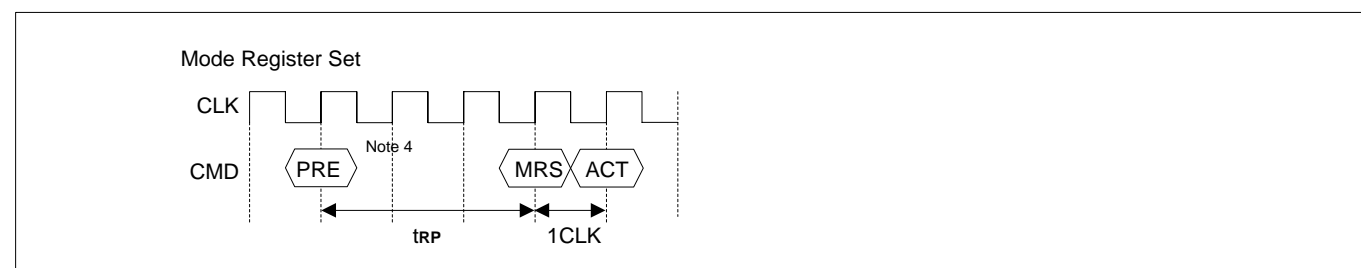 Mode Register Set
CLK
Note 4
CMD PRE MRS ACT
tRP 1CLK